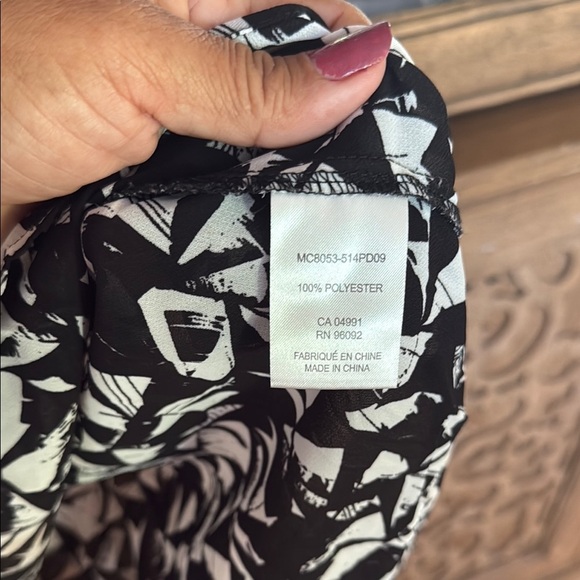 MC8053-514PD09
100% POLYESTER
CA 04991
RN 96092
FABRIQUÉ EN CHINE
MADE IN CHINA